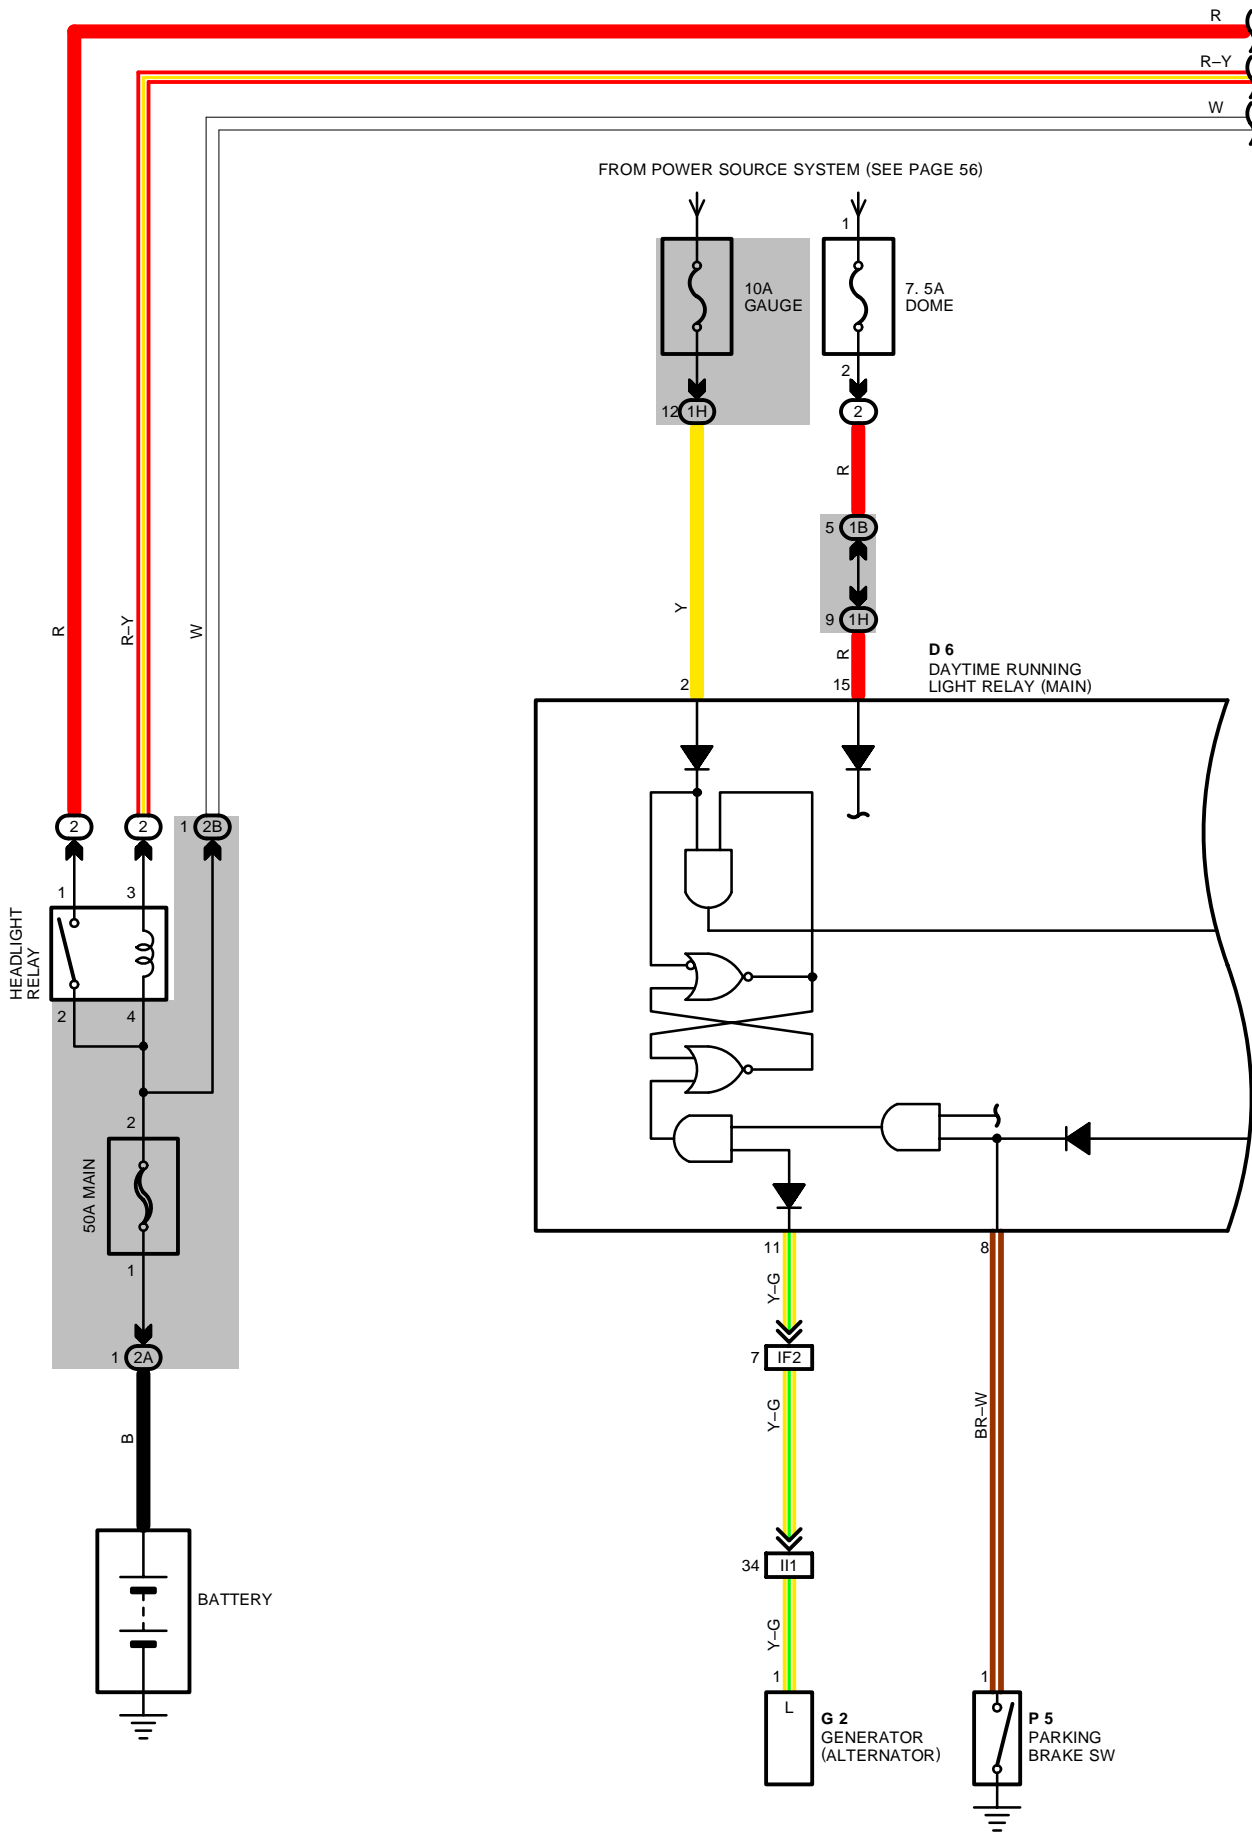 R
R–Y
W
FROM POWER SOURCE SYSTEM (SEE PAGE 56)
1
10A
GAUGE
7. 5A
DOME
2
12 1H
2
R
5 1B
R
R–Y
W
Y
9 1H
R
D 6
DAYTIME RUNNING
LIGHT RELAY (MAIN)
2
15
2
2
1 2B
1
3
HEADLIGHT
RELAY
2
4
2
50A MAIN
1
11
8
Y–G
1 2A
7 IF2
Y–G
BR–W
B
34 II1
BATTERY
Y–G
1
1
L
G 2
GENERATOR
(ALTERNATOR)
P 5
PARKING
BRAKE SW